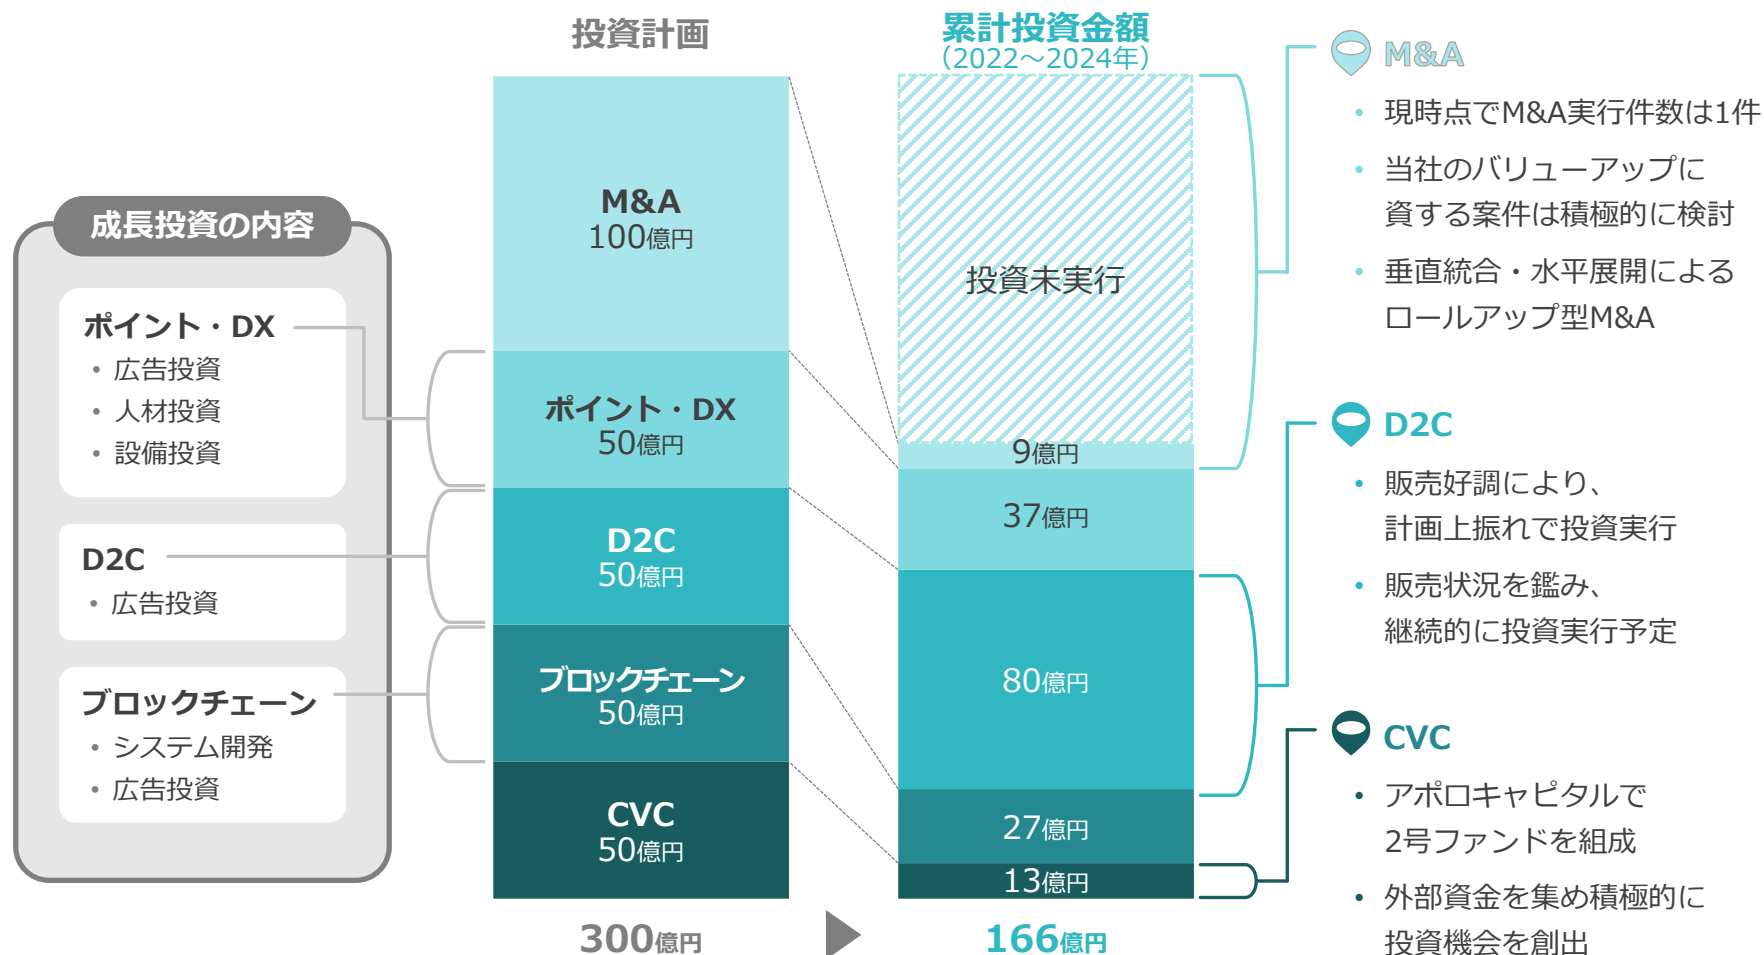 投資計画
累計投資金額
（2022～2024年）
成長投資の内容
ポイント・DX
• 広告投資
• 人材投資
• 設備投資
D2C
• 広告投資
ブロックチェーン
• システム開発
• 広告投資
M&A
100億円
ポイント・DX
50億円
D2C
50億円
ブロックチェーン
50億円
CVC
50億円
300億円
投資未実行
9億円
37億円
80億円
27億円
13億円
166億円
M&A
• 現時点でM&A実行件数は1件
• 当社のバリューアップに
資する案件は積極的に検討
• 垂直統合・水平展開による
ロールアップ型M&A
D2C
• 販売好調により、
計画上振れで投資実行
• 販売状況を鑑み、
継続的に投資実行予定
CVC
• アポロキャピタルで
2号ファンドを組成
• 外部資金を集め積極的に
投資機会を創出